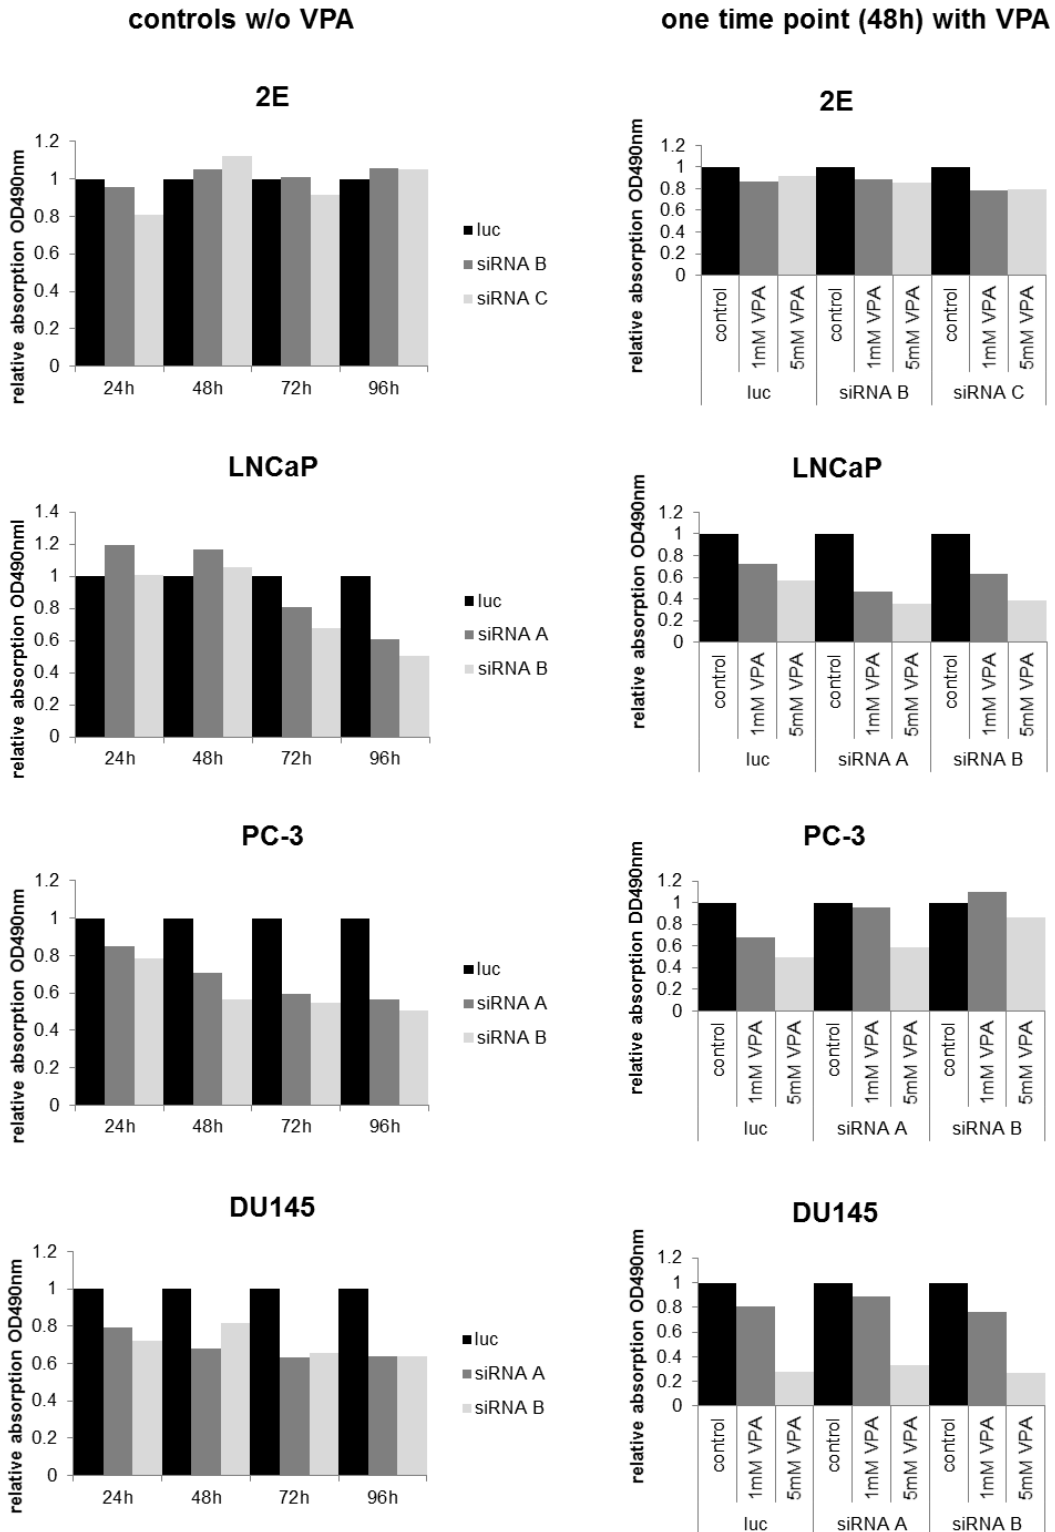 controls w/o VPA
one time point (48h) with VPA
2E
relative absorption OD490nm
1.2
1
0.8
0.6
0.4
0.2
0
24h 48h 72h 96h
luc
siRNA B
siRNA C
2E
relative absorption OD490nm
1.2
1
0.8
0.6
0.4
0.2
0
control 1mM VPA 5mM VPA control 1mM VPA 5mM VPA control 1mM VPA 5mM VPA
luc siRNA B siRNA C
LNCaP
relative absorption OD490nml
1.4
1.2
1
0.8
0.6
0.4
0.2
0
24h 48h 72h 96h
luc
siRNA A
siRNA B
LNCaP
relative absorption OD490nm
1.2
1
0.8
0.6
0.4
0.2
0
control 1mM VPA 5mM VPA control 1mM VPA 5mM VPA control 1mM VPA 5mM VPA
luc siRNA A siRNA B
PC-3
relative absorption OD490nm
1.2
1
0.8
0.6
0.4
0.2
0
24h 48h 72h 96h
luc
siRNA A
siRNA B
PC-3
relative absorption DD490nm
1.2
1
0.8
0.6
0.4
0.2
0
control 1mM VPA 5mM VPA control 1mM VPA 5mM VPA control 1mM VPA 5mM VPA
luc siRNA A siRNA B
DU145
relative absorption OD490nm
1.2
1
0.8
0.6
0.4
0.2
0
24h 48h 72h 96h
luc
siRNA A
siRNA B
DU145
relative absorption OD490nm
1.2
1
0.8
0.6
0.4
0.2
0
control 1mM VPA 5mM VPA control 1mM VPA 5mM VPA control 1mM VPA 5mM VPA
luc siRNA A siRNA B